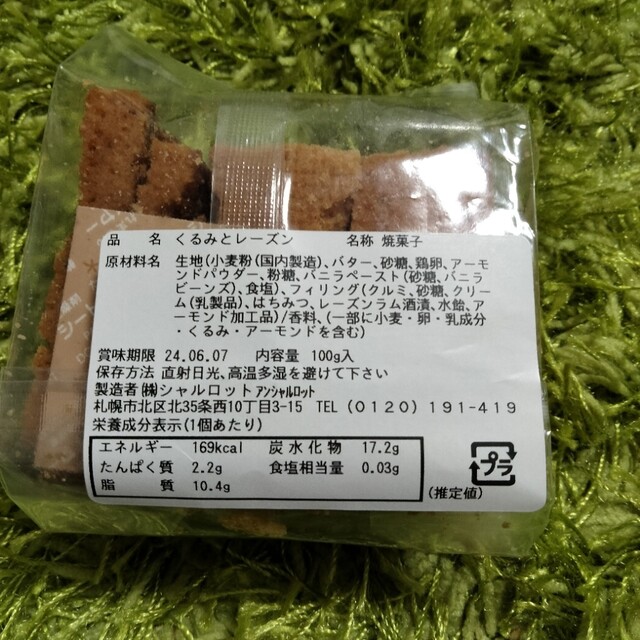 品　名　くるみとレーズン　　名称　焼菓子
原材料名　生地(小麦粉(国内製造)、バター、砂糖、鶏卵、アーモ
ンドパウダー、粉糖、バニラペースト(砂糖、バニラ
ビーンズ)、食塩)、フィリング(クルミ、砂糖、クリー
ム(乳製品)、はちみつ、レーズンラム酒漬、水飴、ア
ーモンド加工品)/香料、(一部に小麦・卵・乳成分
・くるみ・アーモンドを含む)
賞味期限　24.06.07　内容量　100g入
保存方法　直射日光、高温多湿を避けて下さい
製造者㈱シャルロット ｱﾝｼｬﾙﾛｯﾄ
札幌市北区北35条西10丁目3-15　TEL(0120)191-419
栄養成分表示(1個あたり)
エネルギー　169kcal　炭水化物　17.2g
たんぱく質　2.2g　食塩相当量　0.03g
脂　質　10.4g
(推定値)
プラ